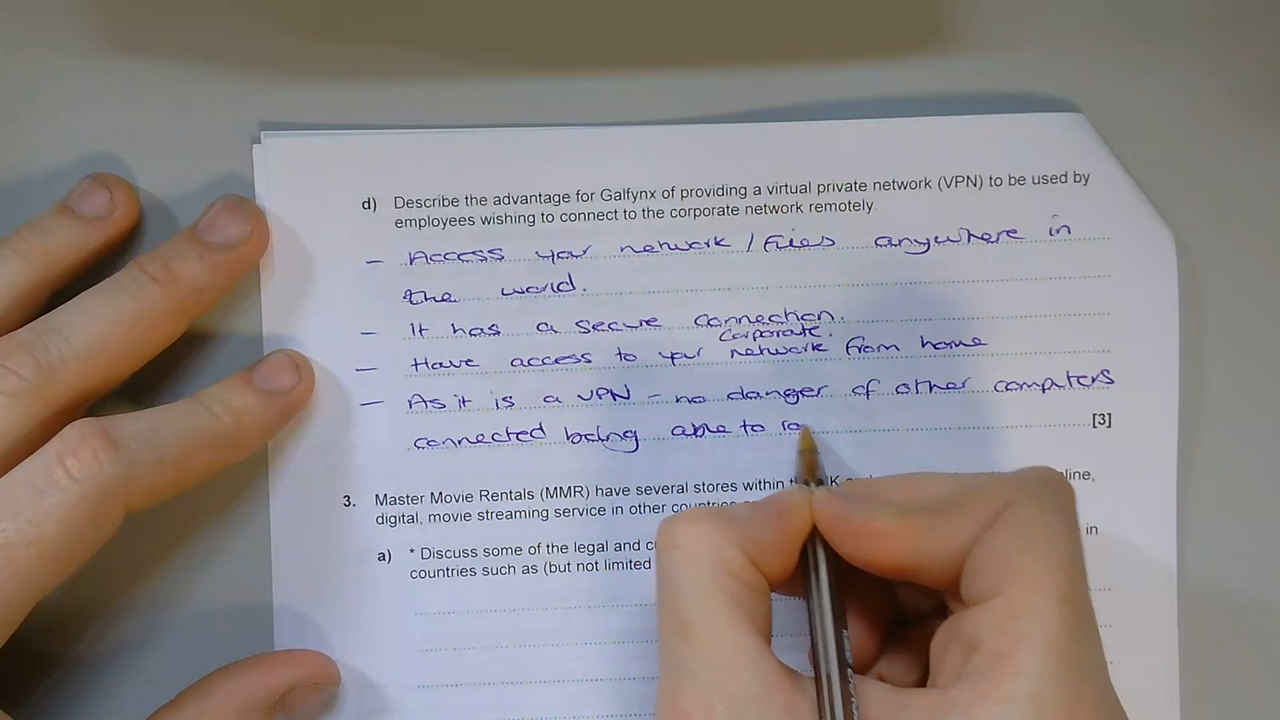 d) Describe the advantage for Galfynx of providing a virtual private network (VPN) to be used by
employees wishing to connect to the corporate network remotely.
- Access your network / files anywhere in
the world.
- It has a secure connection.
corporate.
- Have access to your network from home
- As it is a VPN - no danger of other computers
connected being able to
[3]
3. Master Movie Rentals (MMR) have several stores within the UK line,
digital, movie streaming service in other countries
a) * Discuss some of the legal and in
countries such as (but not limited